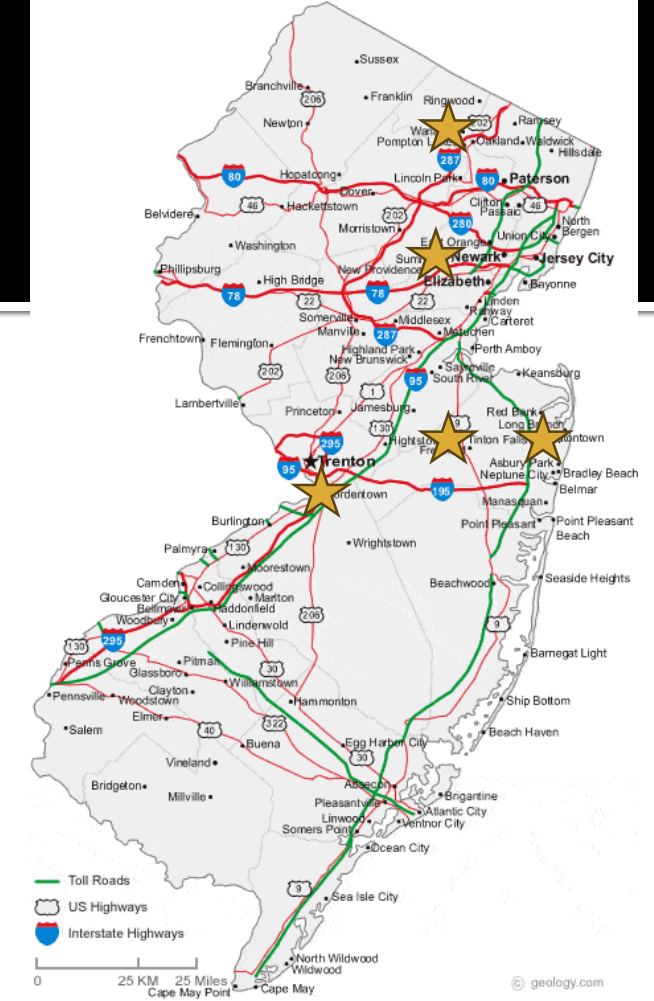 Sussex
Branchville
206
Franklin
Ringwood
Newton
202
Ramsey
Oakland
Waldwick
Pompton
Hillsdale
287
80
Hopatcong
Lincoln Park
80
Paterson
Dover
46
Hackettstown
Clifton
46
Passaic
Belvidere
202
280
North
Bergen
Morristown
Union City
Orange
Washington
Newark
Jersey City
Phillipsburg
New Providence
High Bridge
Elizabeth
Bayonne
78
78
22
22
Linden
Rahway
Somerville
Middlesex
Carteret
Manville
287
Metuchen
Frenchtown
Flemington
Highland Park
Perth Amboy
New Brunswick
Sayreville
202
206
95
South River
Keansburg
1
Lambertville
Jamesburg
Princeton
Red Bank
130
9
Long Branch
295
Tinton Falls
Trenton
95
Asbury Park
Neptune City
Bradley Beach
195
Belmar
Manasquan
Burlington
Point Pleasant
Point Pleasant
Beach
Palmyra
130
Wrightstown
Moorestown
Camden
Collingswood
Beachwood
Seaside Heights
Gloucester City
Marlton
Bellmawr
Haddonfield
Woodbury
206
Lindenwold
9
295
130
Pine Hill
Barnegat Light
Penns Grove
Pitman
Glassboro
30
Williamstown
Pennsville
Clayton
Woodstown
Hammonton
Ship Bottom
Elmer
322
Salem
40
Beach Haven
Buena
Egg Harbor City
30
Vineland
Bridgeton
Absecon
Millville
Brigantine
Pleasantville
Atlantic City
Linwood
Ventnor City
Somers Point
Ocean City
Toll Roads
9
Sea Isle City
US Highways
Interstate Highways
North Wildwood
Wildwood
0
25 KM
25 Miles
Cape May Point
Cape May
© geology.com